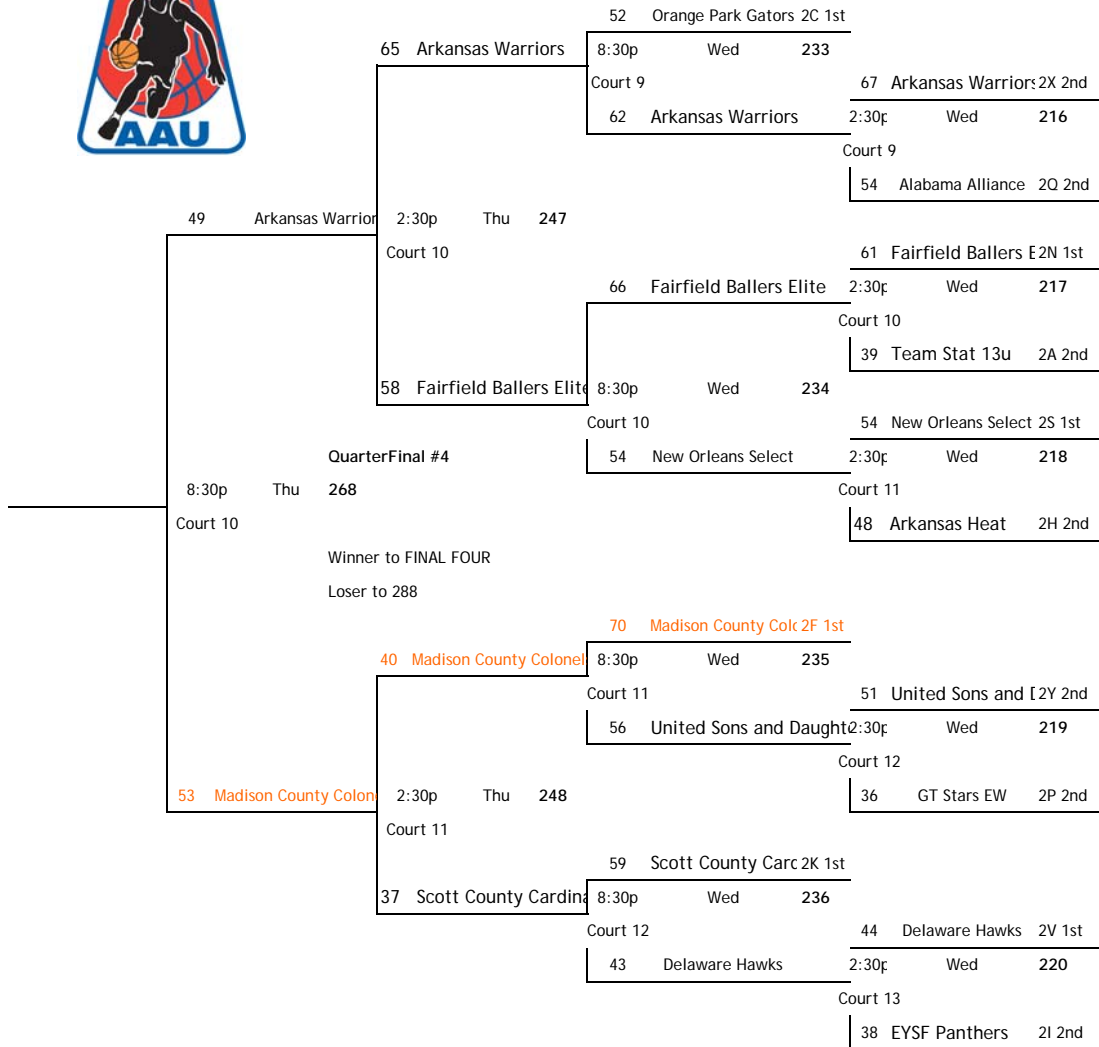 52 Orange Park Gators 2C 1st
65 Arkansas Warriors 8:30p Wed 233
Court 9 67 Arkansas Warriors 2X 2nd
62 Arkansas Warriors 2:30p Wed 216
AAU
Court 9
54 Alabama Alliance 2Q 2nd
49 Arkansas Warrior 2:30p Thu 247
Court 10 61 Fairfield Ballers E 2N 1st
66 Fairfield Ballers Elite 2:30p Wed 217
Court 10
39 Team Stat 13u 2A 2nd
58 Fairfield Ballers Elite 8:30p Wed 234
Court 10 54 New Orleans Select 2S 1st
QuarterFinal #4 54 New Orleans Select 2:30p Wed 218
8:30p Thu 268 Court 11
Court 10 48 Arkansas Heat 2H 2nd
Winner to FINAL FOUR
Loser to 288
70 Madison County Colc 2F 1st
40 Madison County Colonel 8:30p Wed 235
Court 11 51 United Sons and D 2Y 2nd
56 United Sons and Daught 2:30p Wed 219
Court 12
53 Madison County Colon 2:30p Thu 248 36 GT Stars EW 2P 2nd
Court 11
59 Scott County Carc 2K 1st
37 Scott County Cardina 8:30p Wed 236
Court 12 44 Delaware Hawks 2V 1st
43 Delaware Hawks 2:30p Wed 220
Court 13
38 EYSF Panthers 2I 2nd